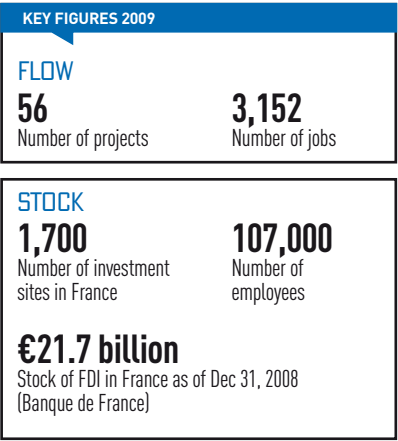 KEY FIGURES 2009
FLOW
56
Number of projects
3,152
Number of jobs
STOCK
1,700
Number of investment
sites in France
107,000
Number of
employees
€21.7 billion
Stock of FDI in France as of Dec 31, 2008
(Banque de France)